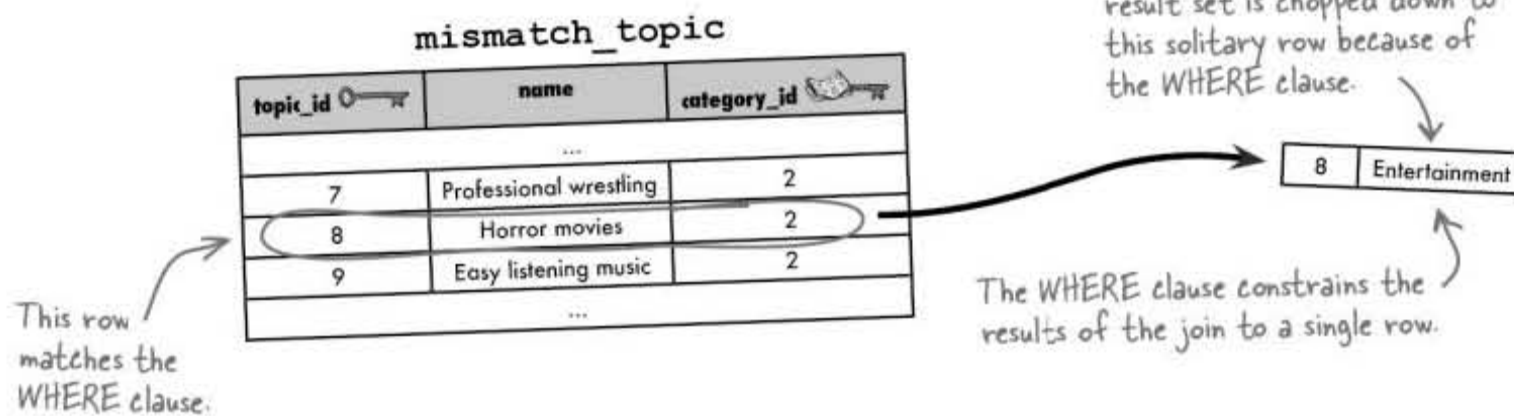 result set is chopped down to
this solitary row because of
the WHERE clause.
mismatch_topic
topic_id name category_id
...
7 Professional wrestling 2
8 Horror movies 2
9 Easy listening music 2
...
8 Entertainment
This row
matches the
WHERE clause.
The WHERE clause constrains the
results of the join to a single row.